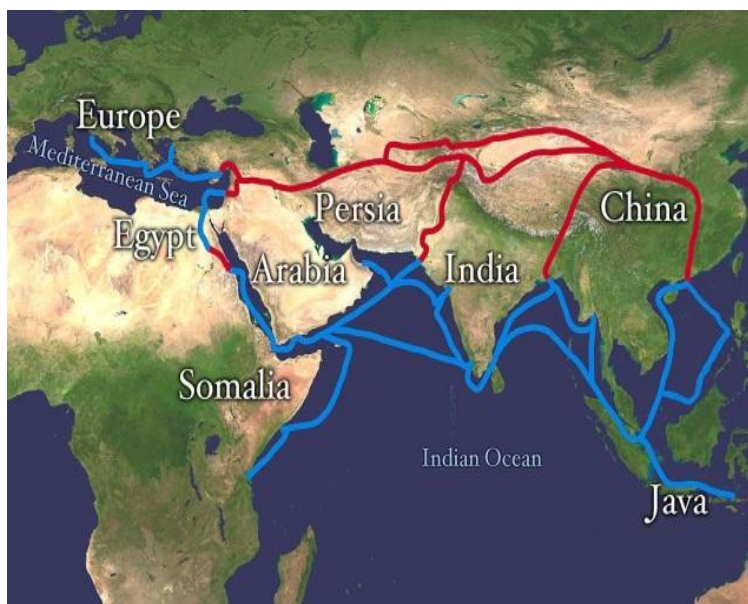 Europe
Mediterranean Sea
Egypt
Persia
China
Arabia
India
Somalia
Indian Ocean
Java